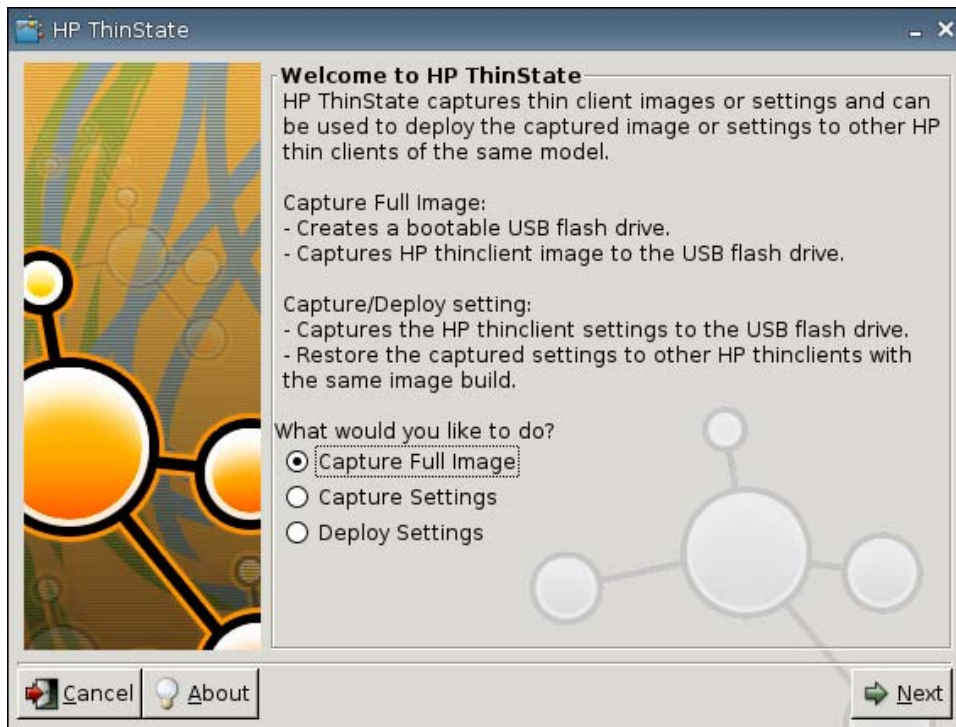 HP ThinState
Welcome to HP ThinState
HP ThinState captures thin client images or settings and can
be used to deploy the captured image or settings to other HP
thin clients of the same model.
Capture Full Image:
- Creates a bootable USB flash drive.
- Captures HP thinclient image to the USB flash drive.
Capture/Deploy setting:
- Captures the HP thinclient settings to the USB flash drive.
- Restore the captured settings to other HP thinclients with
the same image build.
What would you like to do?
Capture Full Image
Capture Settings
Deploy Settings
Cancel
About
Next